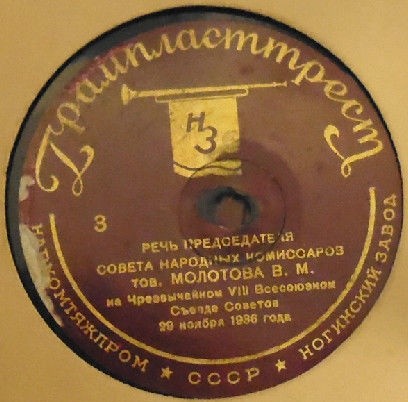 Грампласттрест
НЗ
3
РЕЧЬ ПРЕДСЕДАТЕЛЯ
СОВЕТА НАРОДНЫХ КОМИССАРОВ
ТОВ. МОЛОТОВА В. М.
на Чрезвычайном VIII Всесоюзном
Съезде Советов
29 ноября 1936 года
НАРКОМТЯЖПРОМ ★ СССР ★ НОГИНСКИЙ ЗАВОД